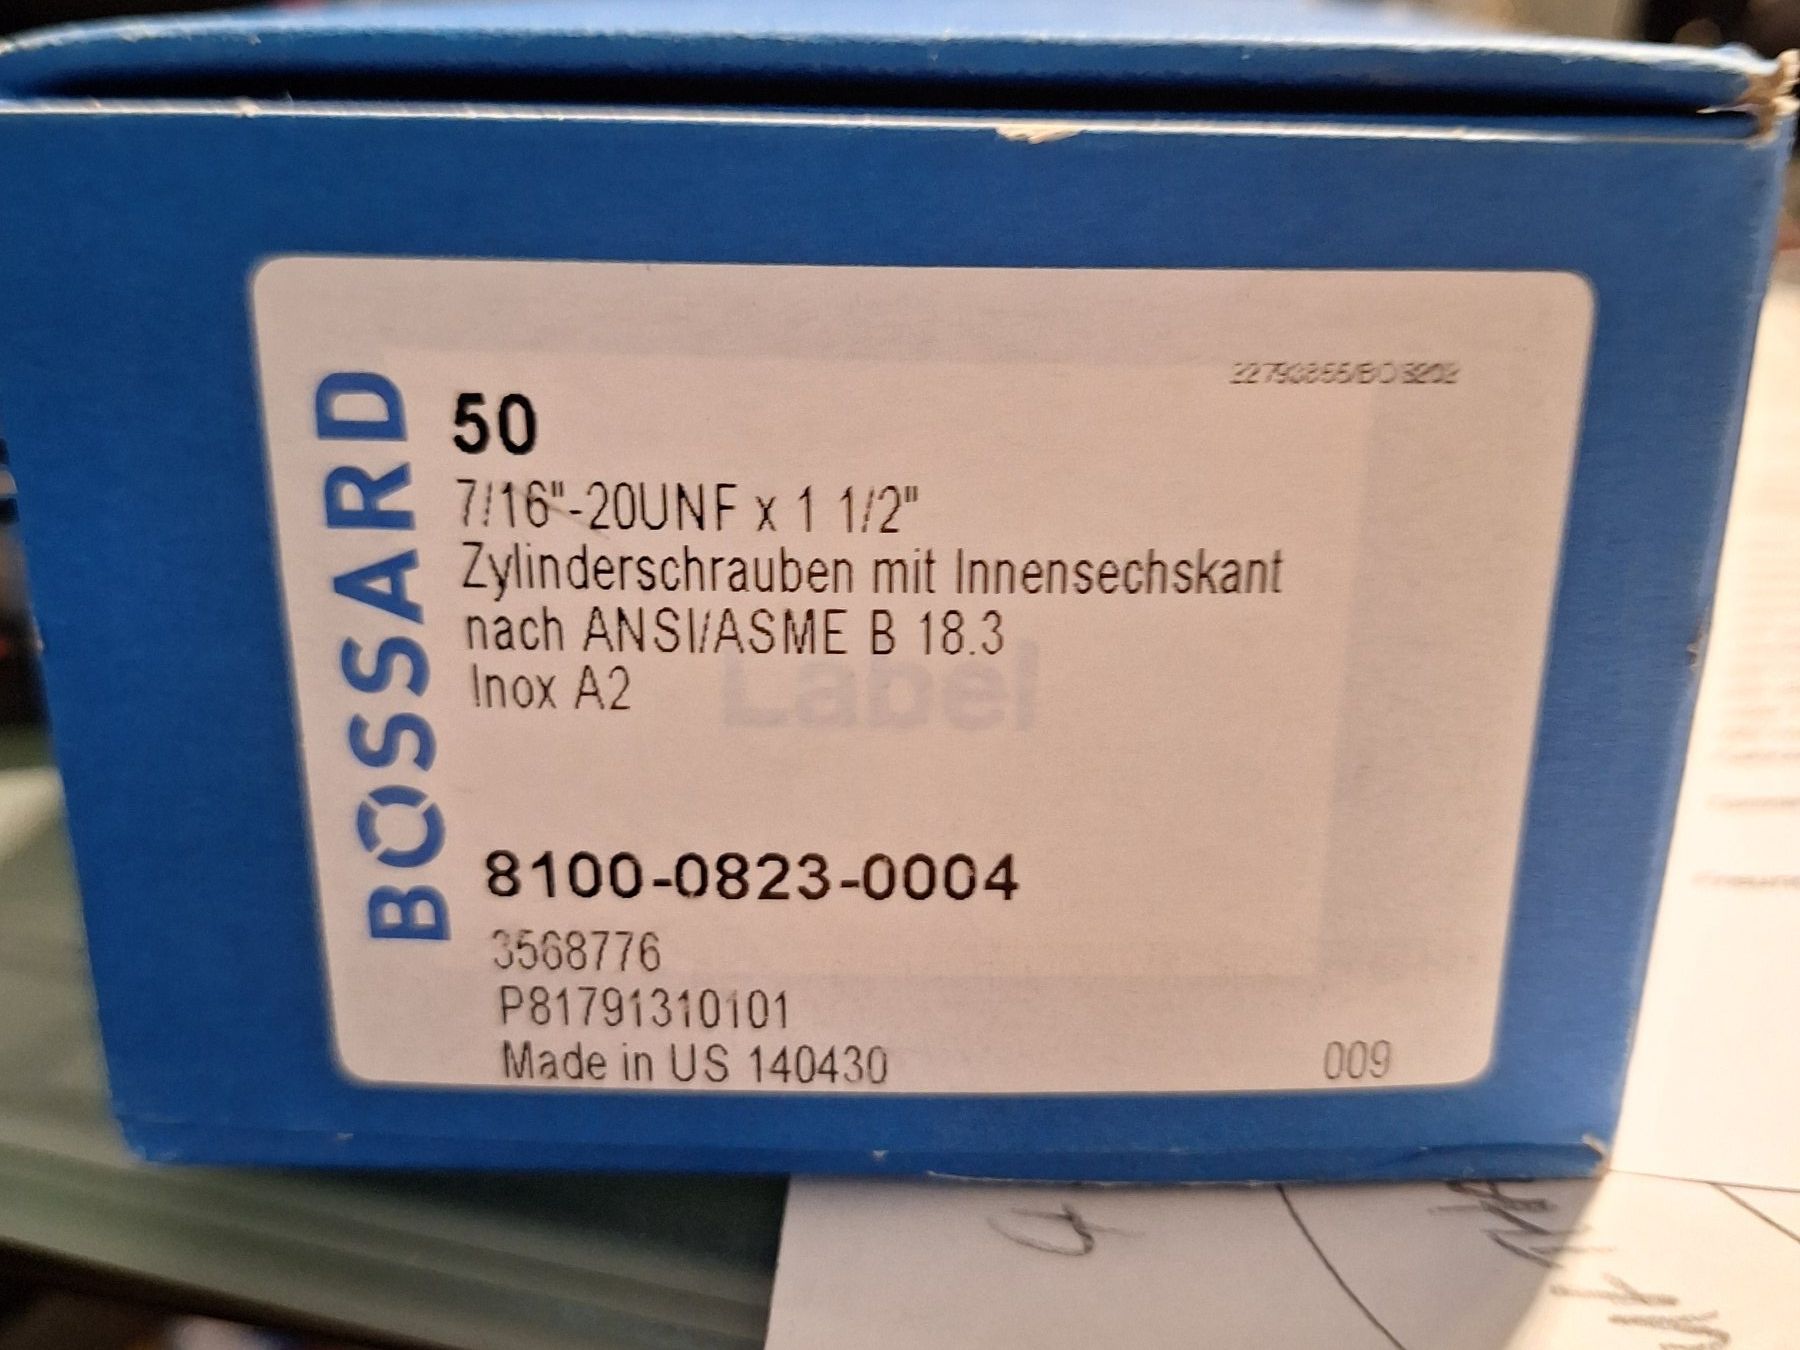 BOSSARD
50
7/16"-20UNF x 1 1/2"
Zylinderschrauben mit Innensechskant
nach ANSI/ASME B 18.3
Inox A2
Label
8100-0823-0004
3568776
P81791310101
Made in US 140430
009